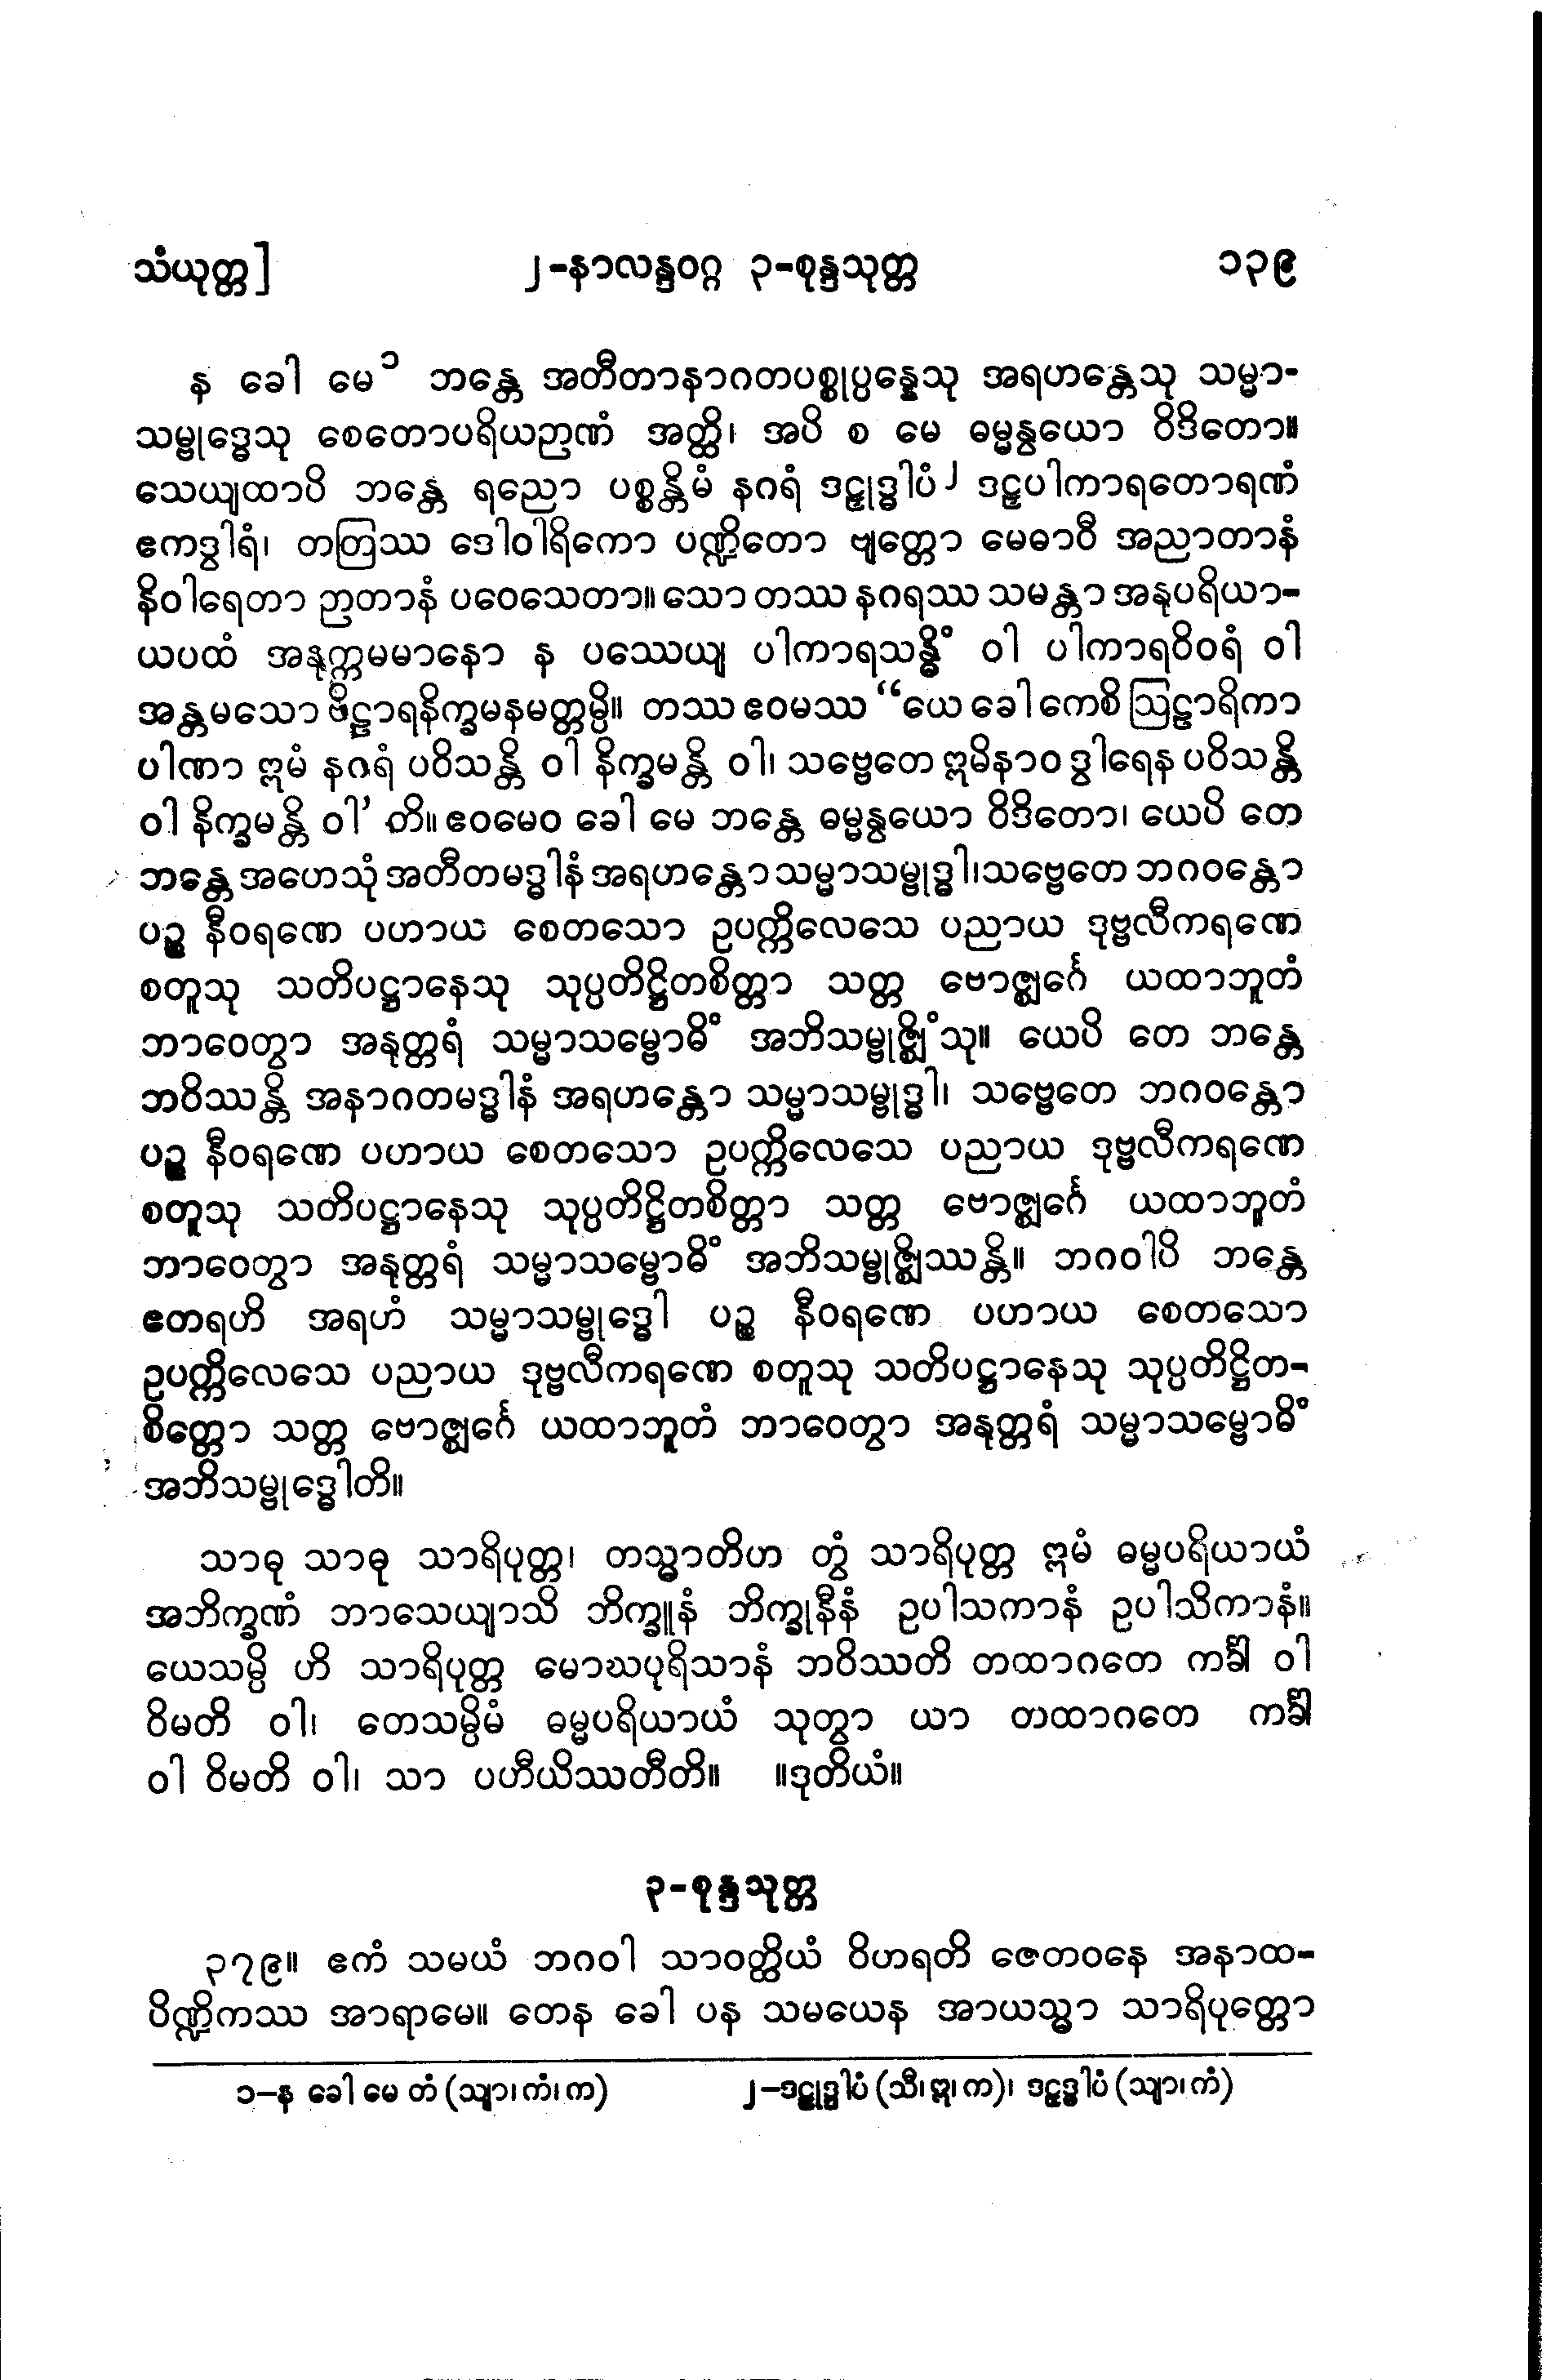 သံယုတ္တ] ၂-နာလန္ဒဝဂ္ဂ ၃-စုန္ဒသုတ္တ ၁၃၉
န ခေါ မေ ၁ ဘန္တေ အတီတာနာဂတပစ္စုပ္ပန္နေသု အရဟန္တေသု သမ္မာ-
သမ္ဗုဒ္ဓေသု စေတောပရိယဉာဏံ အတ္ထိ၊ အပိ စ မေ ဓမ္မန္ဝယော ဝိဒိတော။
သေယျထာပိ ဘန္တေ ရညော ပစ္စန္တိမံ နဂရံ ဒဠှုဒ္ဓါပံ ၂ ဒဠှပါကာရတောရဏံ
ဧကဒွါရံ၊ တတြဿ ဒေါဝါရိကော ပဏ္ဍိတော ဗျတ္တော မေဓာဝီ အညာတာနံ
နိဝါရေတာ ဉာတာနံ ပဝေသေတာ။ သော တဿ နဂရဿ သမန္တာ အနုပရိယာ-
ယပထံ အနုက္ကမမာနော န ပဿေယျ ပါကာရသန္ဓိံ ဝါ ပါကာရဝိဝရံ ဝါ
အန္တမသော ဗိဠာရနိက္ခမနမတ္တမ္ပိ။ တဿ ဧဝမဿ “ယေ ခေါ ကေစိ ဩဠာရိကာ
ပါဏာ ဣမံ နဂရံ ပဝိသန္တိ ဝါ နိက္ခမန္တိ ဝါ၊ သဗ္ဗေတေ ဣမိနာဝ ဒွါရေန ပဝိသန္တိ
ဝါ နိက္ခမန္တိ ဝါ’ တိ။ ဧဝမေဝ ခေါ မေ ဘန္တေ ဓမ္မန္ဝယော ဝိဒိတော၊ ယေပိ တေ
ဘန္တေ အဟေသုံ အတီတမဒ္ဓါနံ အရဟန္တော သမ္မာသမ္ဗုဒ္ဓါ၊ သဗ္ဗေတေ ဘဂဝန္တော
ပဉ္စ နီဝရဏေ ပဟာယ စေတသော ဥပက္ကိလေသေ ပညာယ ဒုဗ္ဗလီကရဏေ
စတူသု သတိပဋ္ဌာနေသု သုပ္ပတိဋ္ဌိတစိတ္တာ သတ္တ ဗောဇ္ဈင်္ဂေ ယထာဘူတံ
ဘာဝေတွာ အနုတ္တရံ သမ္မာသမ္ဗောဓိံ အဘိသမ္ဗုဇ္ဈိံသု။ ယေပိ တေ ဘန္တေ
ဘဝိဿန္တိ အနာဂတမဒ္ဓါနံ အရဟန္တော သမ္မာသမ္ဗုဒ္ဓါ၊ သဗ္ဗေတေ ဘဂဝန္တော
ပဉ္စ နီဝရဏေ ပဟာယ စေတသော ဥပက္ကိလေသေ ပညာယ ဒုဗ္ဗလီကရဏေ
စတူသု သတိပဋ္ဌာနေသု သုပ္ပတိဋ္ဌိတစိတ္တာ သတ္တ ဗောဇ္ဈင်္ဂေ ယထာဘူတံ
ဘာဝေတွာ အနုတ္တရံ သမ္မာသမ္ဗောဓိံ အဘိသမ္ဗုဇ္ဈိဿန္တိ။ ဘဂဝါပိ ဘန္တေ
ဧတရဟိ အရဟံ သမ္မာသမ္ဗုဒ္ဓေါ ပဉ္စ နီဝရဏေ ပဟာယ စေတသော
ဥပက္ကိလေသေ ပညာယ ဒုဗ္ဗလီကရဏေ စတူသု သတိပဋ္ဌာနေသု သုပ္ပတိဋ္ဌိတ-
စိတ္တော သတ္တ ဗောဇ္ဈင်္ဂေ ယထာဘူတံ ဘာဝေတွာ အနုတ္တရံ သမ္မာသမ္ဗောဓိံ
အဘိသမ္ဗုဒ္ဓေါတိ။
သာဓု သာဓု သာရိပုတ္တ၊ တသ္မာတိဟ တွံ သာရိပုတ္တ ဣမံ ဓမ္မပရိယာယံ
အဘိက္ခဏံ ဘာသေယျာသိ ဘိက္ခူနံ ဘိက္ခုနီနံ ဥပါသကာနံ ဥပါသိကာနံ။
ယေသမ္ပိ ဟိ သာရိပုတ္တ မောဃပုရိသာနံ ဘဝိဿတိ တထာဂတေ ကင်္ခါ ဝါ
ဝိမတိ ဝါ၊ တေသမ္ပိမံ ဓမ္မပရိယာယံ သုတွာ ယာ တထာဂတေ ကင်္ခါ
ဝါ ဝိမတိ ဝါ၊ သာ ပဟီယိဿတီတိ။ ။ဒုတိယံ။
၃-စုန္ဒသုတ္တ
၃၇၉။ ဧကံ သမယံ ဘဂဝါ သာဝတ္ထိယံ ဝိဟရတိ ဇေတဝနေ အနာထ-
ပိဏ္ဍိကဿ အာရာမေ။ တေန ခေါ ပန သမယေန အာယသ္မာ သာရိပုတ္တော
၁-န ခေါ မေ တံ (သျာ၊ ကံ၊ က) ၂-ဒဠှုဒ္ဒါပံ (သီ၊ ဣ၊ က)၊ ဒဠှဒ္ဓါပံ (သျာ၊ ကံ)